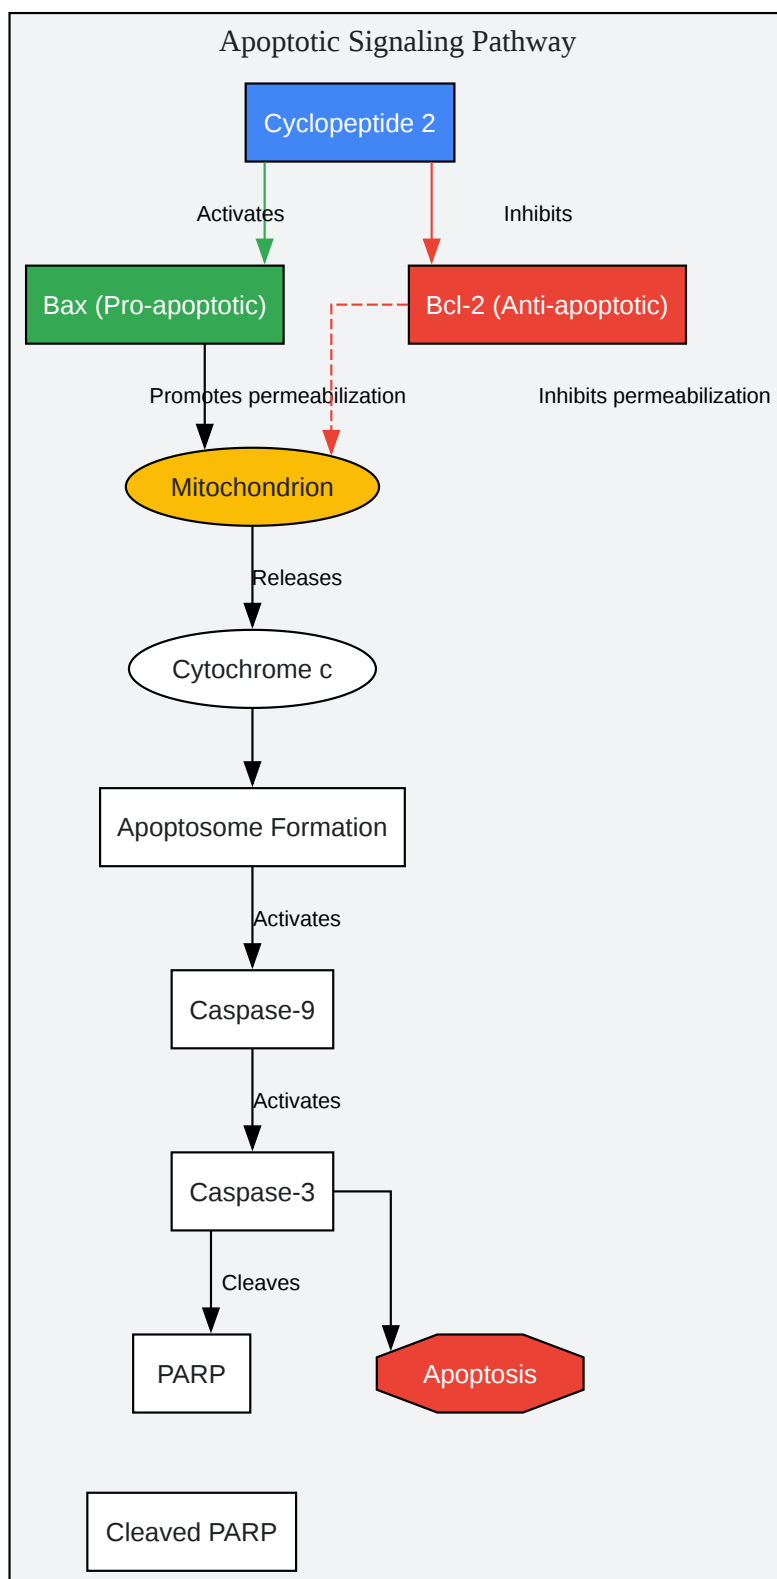 Apoptotic Signaling Pathway
Cyclopeptide 2
Activates
Inhibits
Bax (Pro-apoptotic)
Bcl-2 (Anti-apoptotic)
Promotes permeabilization
Inhibits permeabilization
Mitochondrion
Releases
Cytochrome c
Apoptosome Formation
Activates
Caspase-9
Activates
Caspase-3
Cleaves
PARP
Apoptosis
Cleaved PARP